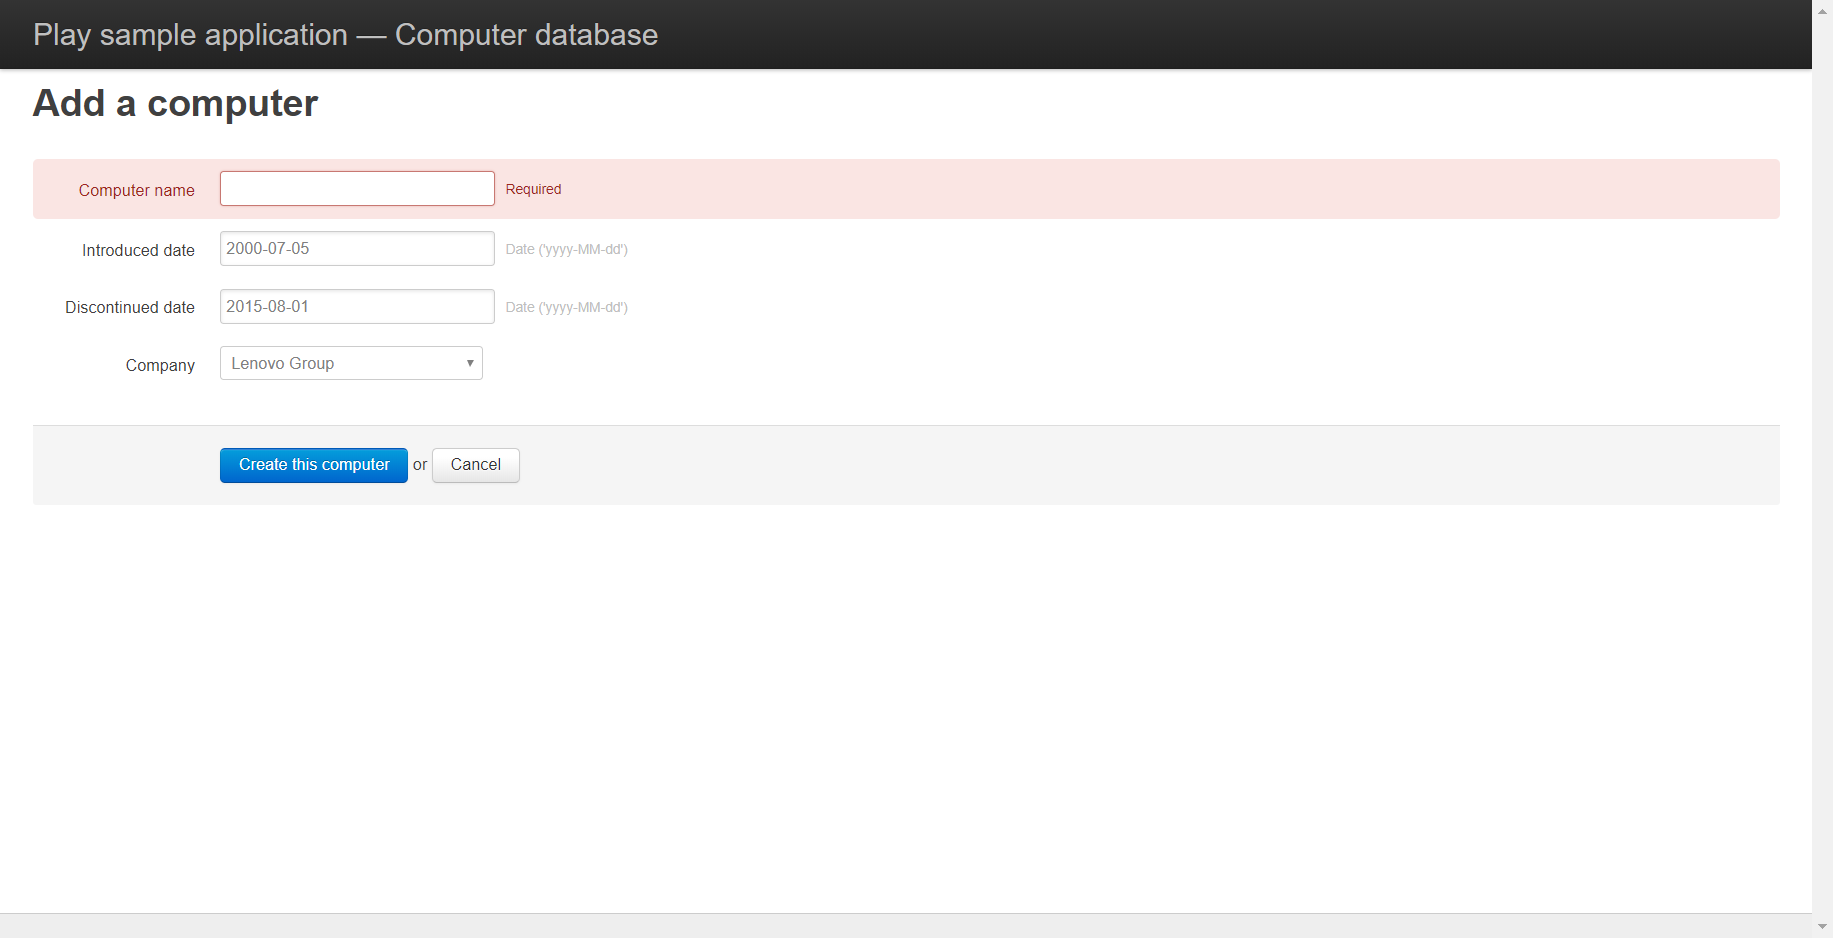 Play sample application — Computer database
Add a computer
Computer name Required
Introduced date 2000-07-05 Date ('yyyy-MM-dd')
Discontinued date 2015-08-01 Date ('yyyy-MM-dd')
Company Lenovo Group
Create this computer or Cancel